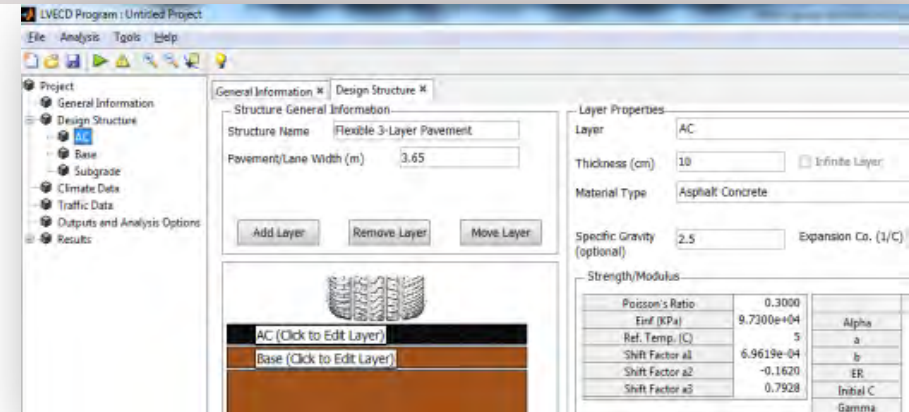 LVECD Program : Untitled Project
File Analysis Tools Help
Project
General Information
Design Structure
AC
Base
Subgrade
Climate Data
Traffic Data
Outputs and Analysis Options
Results
General Information × Design Structure ×
Structure General Information
Structure Name Flexible 3-Layer Pavement
Pavement/Lane Width (m) 3.65
Add Layer Remove Layer Move Layer
AC (Click to Edit Layer)
Base (Click to Edit Layer)
Layer Properties
Layer AC
Thickness (cm) 10 Infinite Layer
Material Type Asphalt Concrete
Specific Gravity (optional) 2.5 Expansion Co. (1/C)
Strength/Modulus
Poisson's Ratio 0.3000
Einf (KPa) 9.7300e+04 Alpha
Ref. Temp. (C) 5 a
Shift Factor a1 6.9619e-04 b
Shift Factor a2 -0.1620 ER
Shift Factor a3 0.7928 Initial C
Gamma